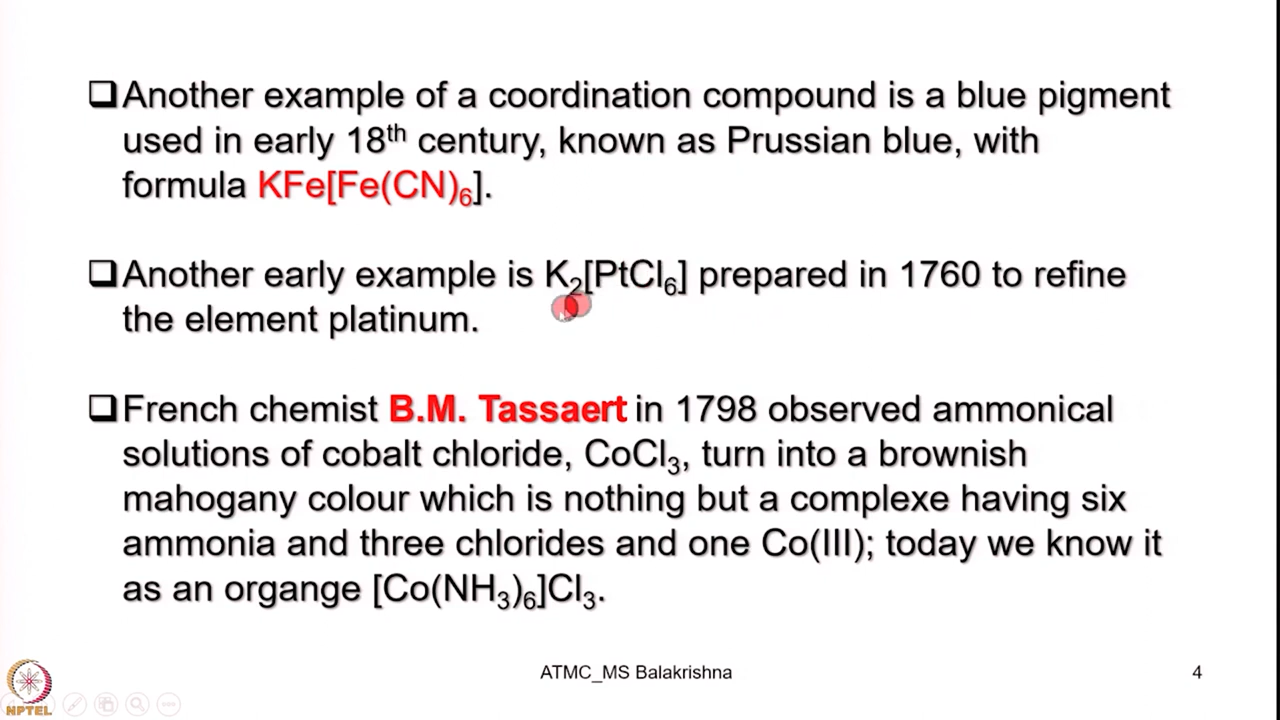 ❑Another example of a coordination compound is a blue pigment
used in early 18th century, known as Prussian blue, with
formula KFe[Fe(CN)6].
❑Another early example is K2[PtCl6] prepared in 1760 to refine
the element platinum.
❑French chemist B.M. Tassaert in 1798 observed ammonical
solutions of cobalt chloride, CoCl3, turn into a brownish
mahogany colour which is nothing but a complexe having six
ammonia and three chlorides and one Co(III); today we know it
as an organge [Co(NH3)6]Cl3.
ATMC_MS Balakrishna
4
NPTEL